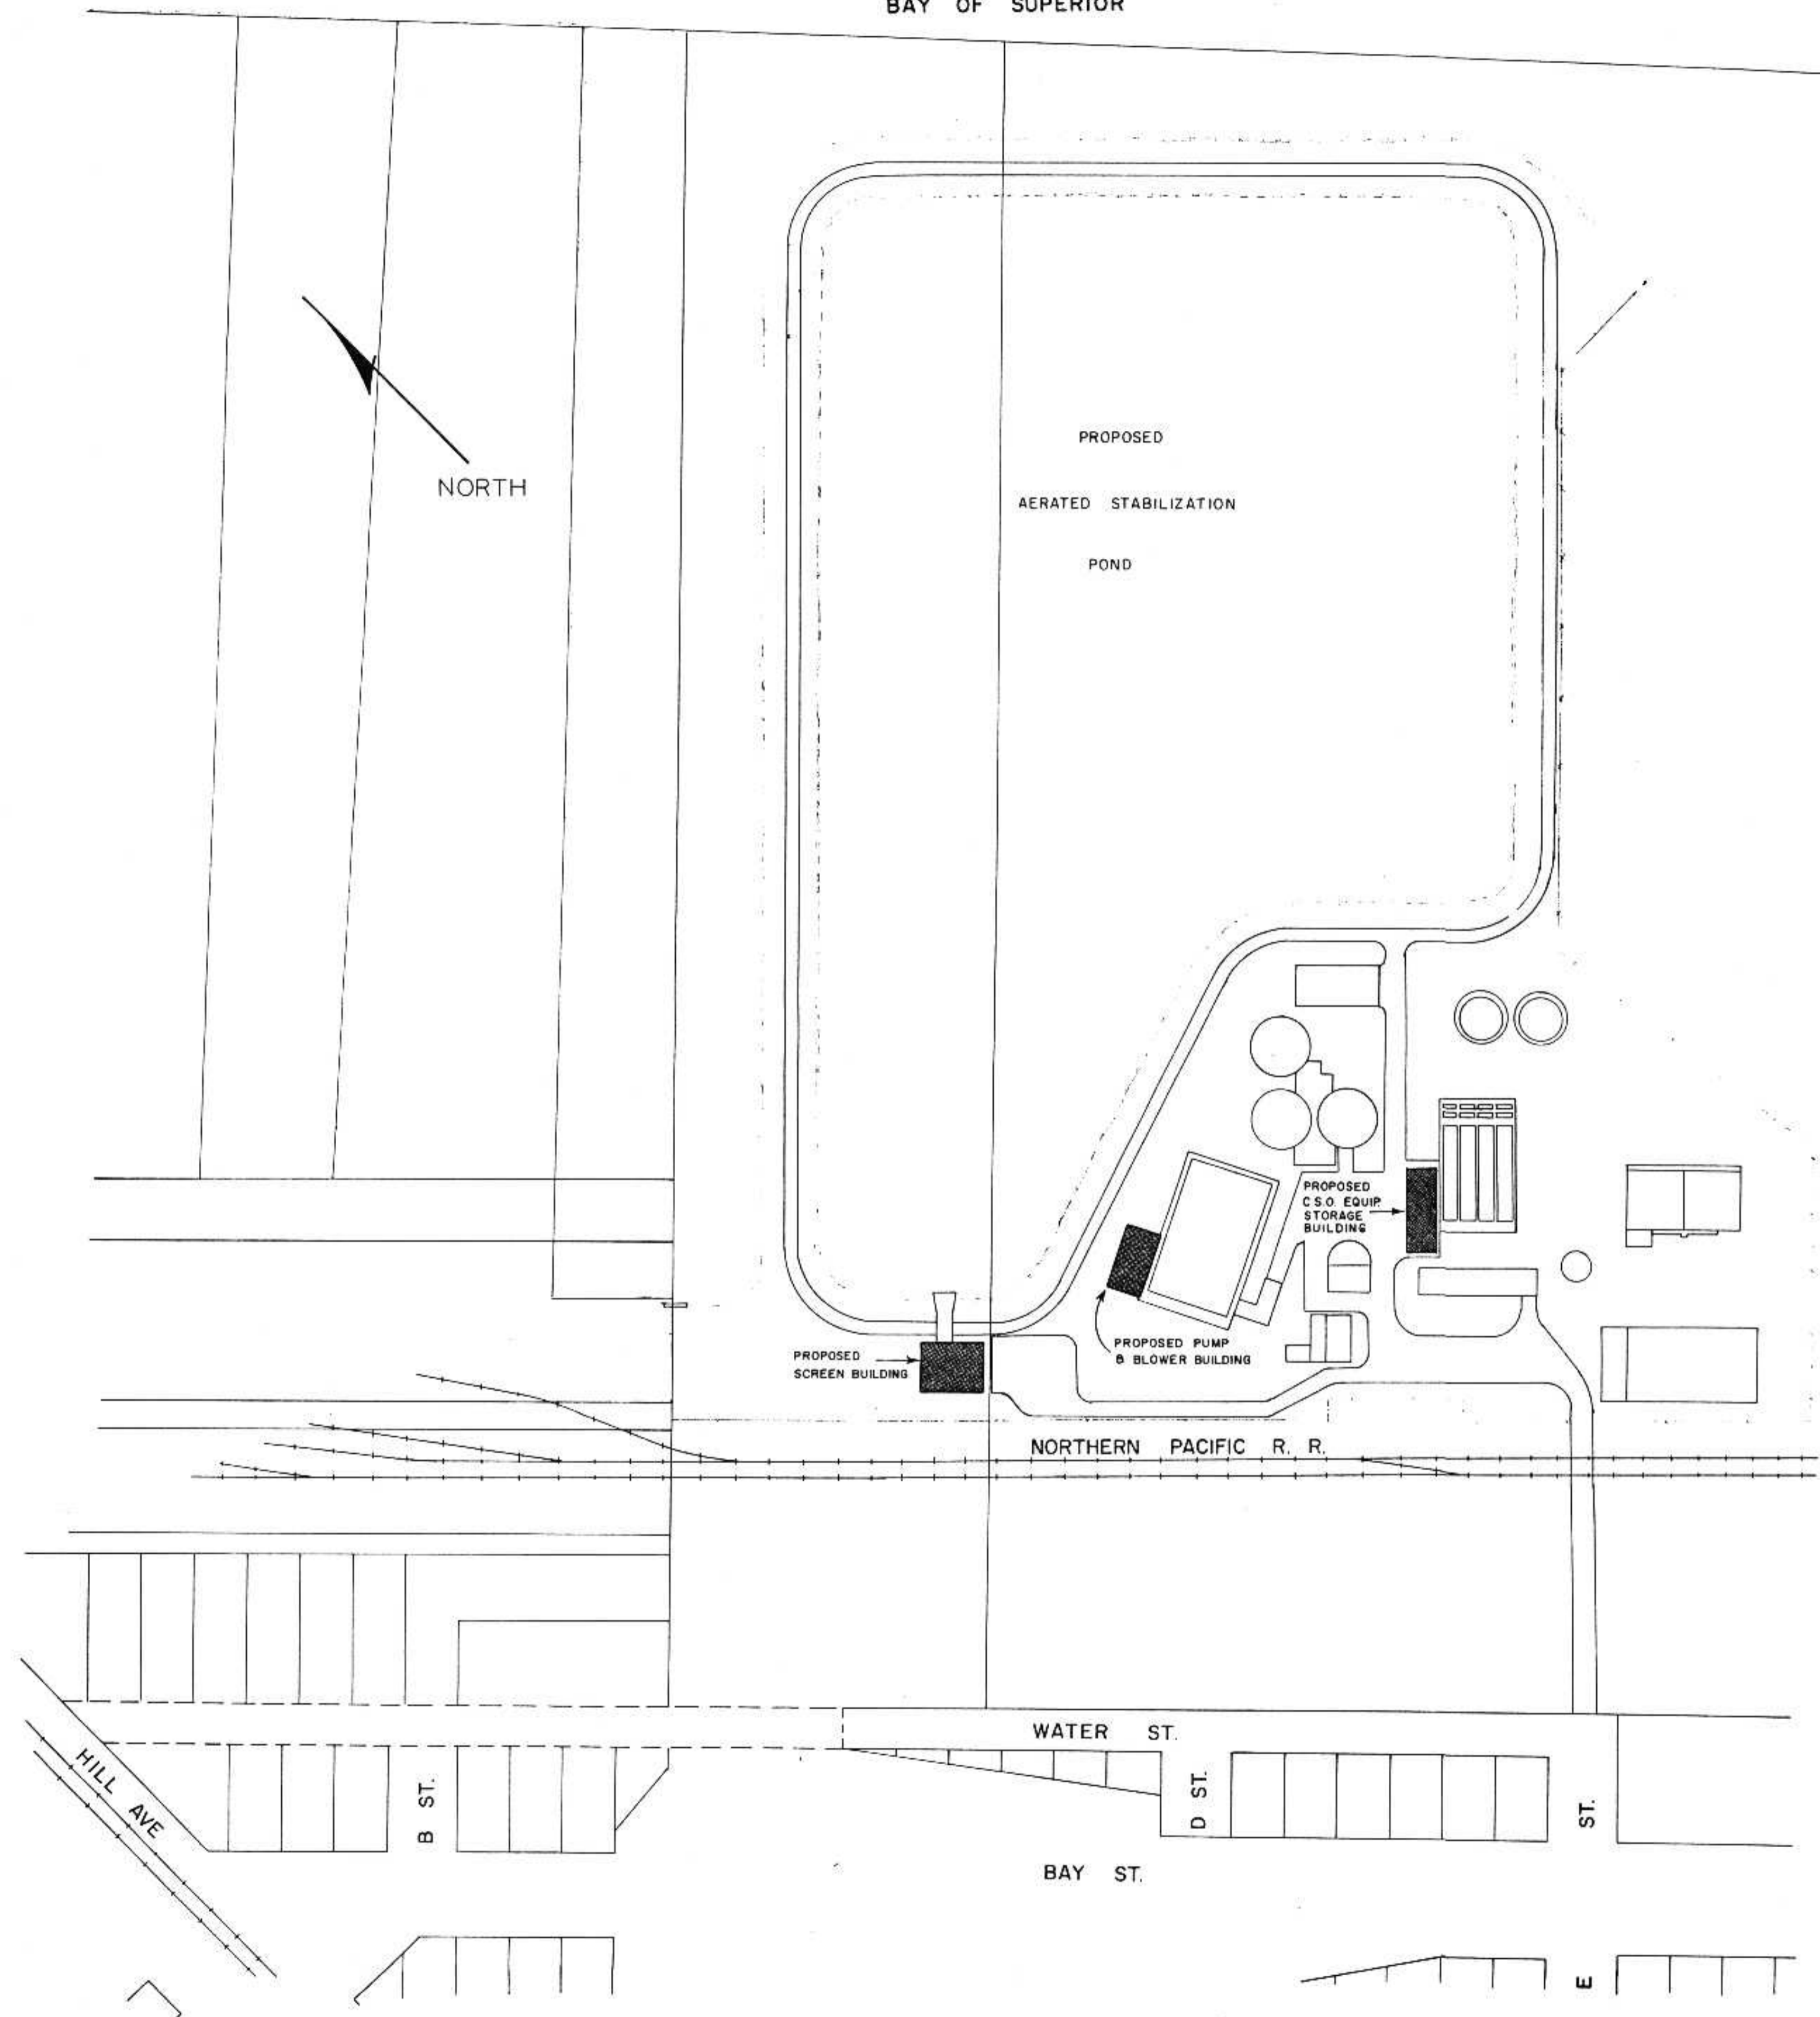 BAY OF SUPERIOR
NORTH
PROPOSED
AERATED STABILIZATION
POND
PROPOSED
C.S.O. EQUIP.
STORAGE
BUILDING
PROPOSED PUMP
& BLOWER BUILDING
PROPOSED
SCREEN BUILDING
NORTHERN PACIFIC R. R.
WATER ST.
HILL AVE
B ST.
D ST.
E ST.
BAY ST.